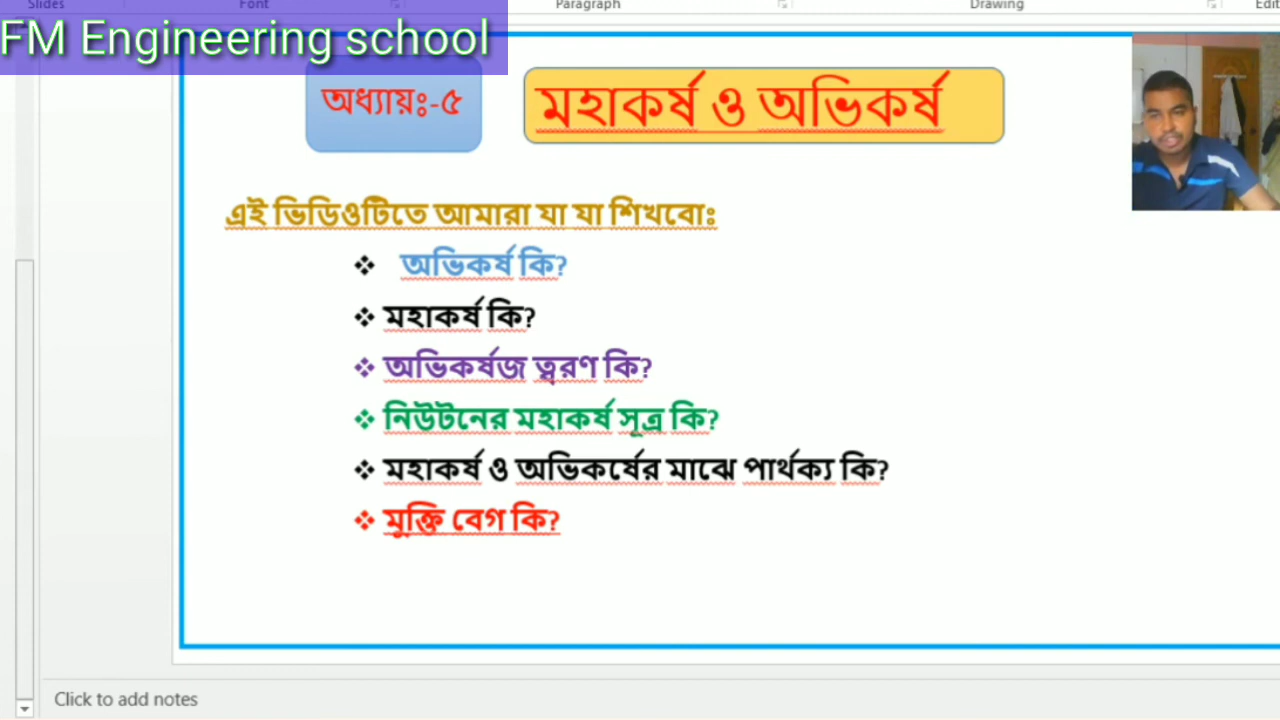 Slides Font Paragraph Drawing
FM Engineering school
অধ্যায়ঃ-৫
মহাকর্ষ ও অভিকর্ষ
এই ভিডিওটিতে আমারা যা যা শিখবোঃ
❖ অভিকর্ষ কি?
❖ মহাকর্ষ কি?
❖ অভিকর্ষজ ত্বরণ কি?
❖ নিউটনের মহাকর্ষ সূত্র কি?
❖ মহাকর্ষ ও অভিকর্ষের মাঝে পার্থক্য কি?
❖ মুক্তি বেগ কি?
Click to add notes